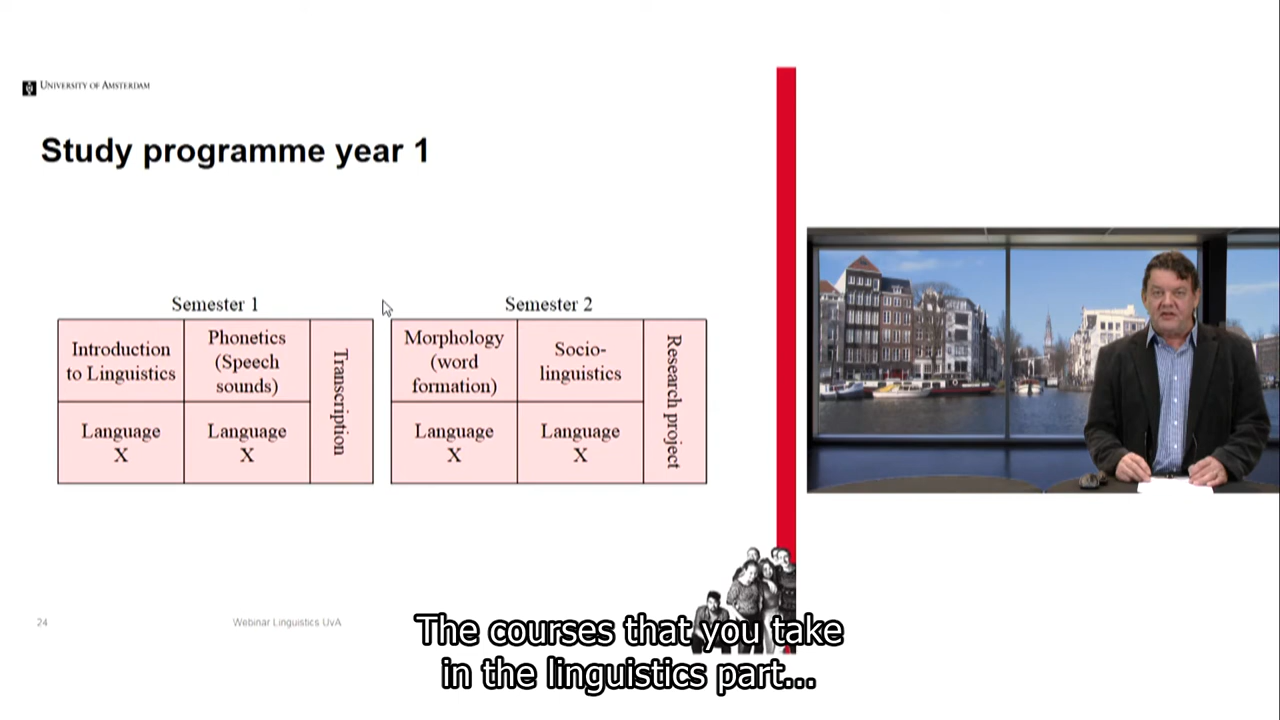 UNIVERSITY OF AMSTERDAM
Study programme year 1
Semester 1
Introduction
to Linguistics
Phonetics
(Speech
sounds)
Transcription
Language
X
Language
X
Semester 2
Morphology
(word
formation)
Socio-
linguistics
Research project
Language
X
Language
X
24
Webinar Linguistics UvA
The courses that you take
in the linguistics part...